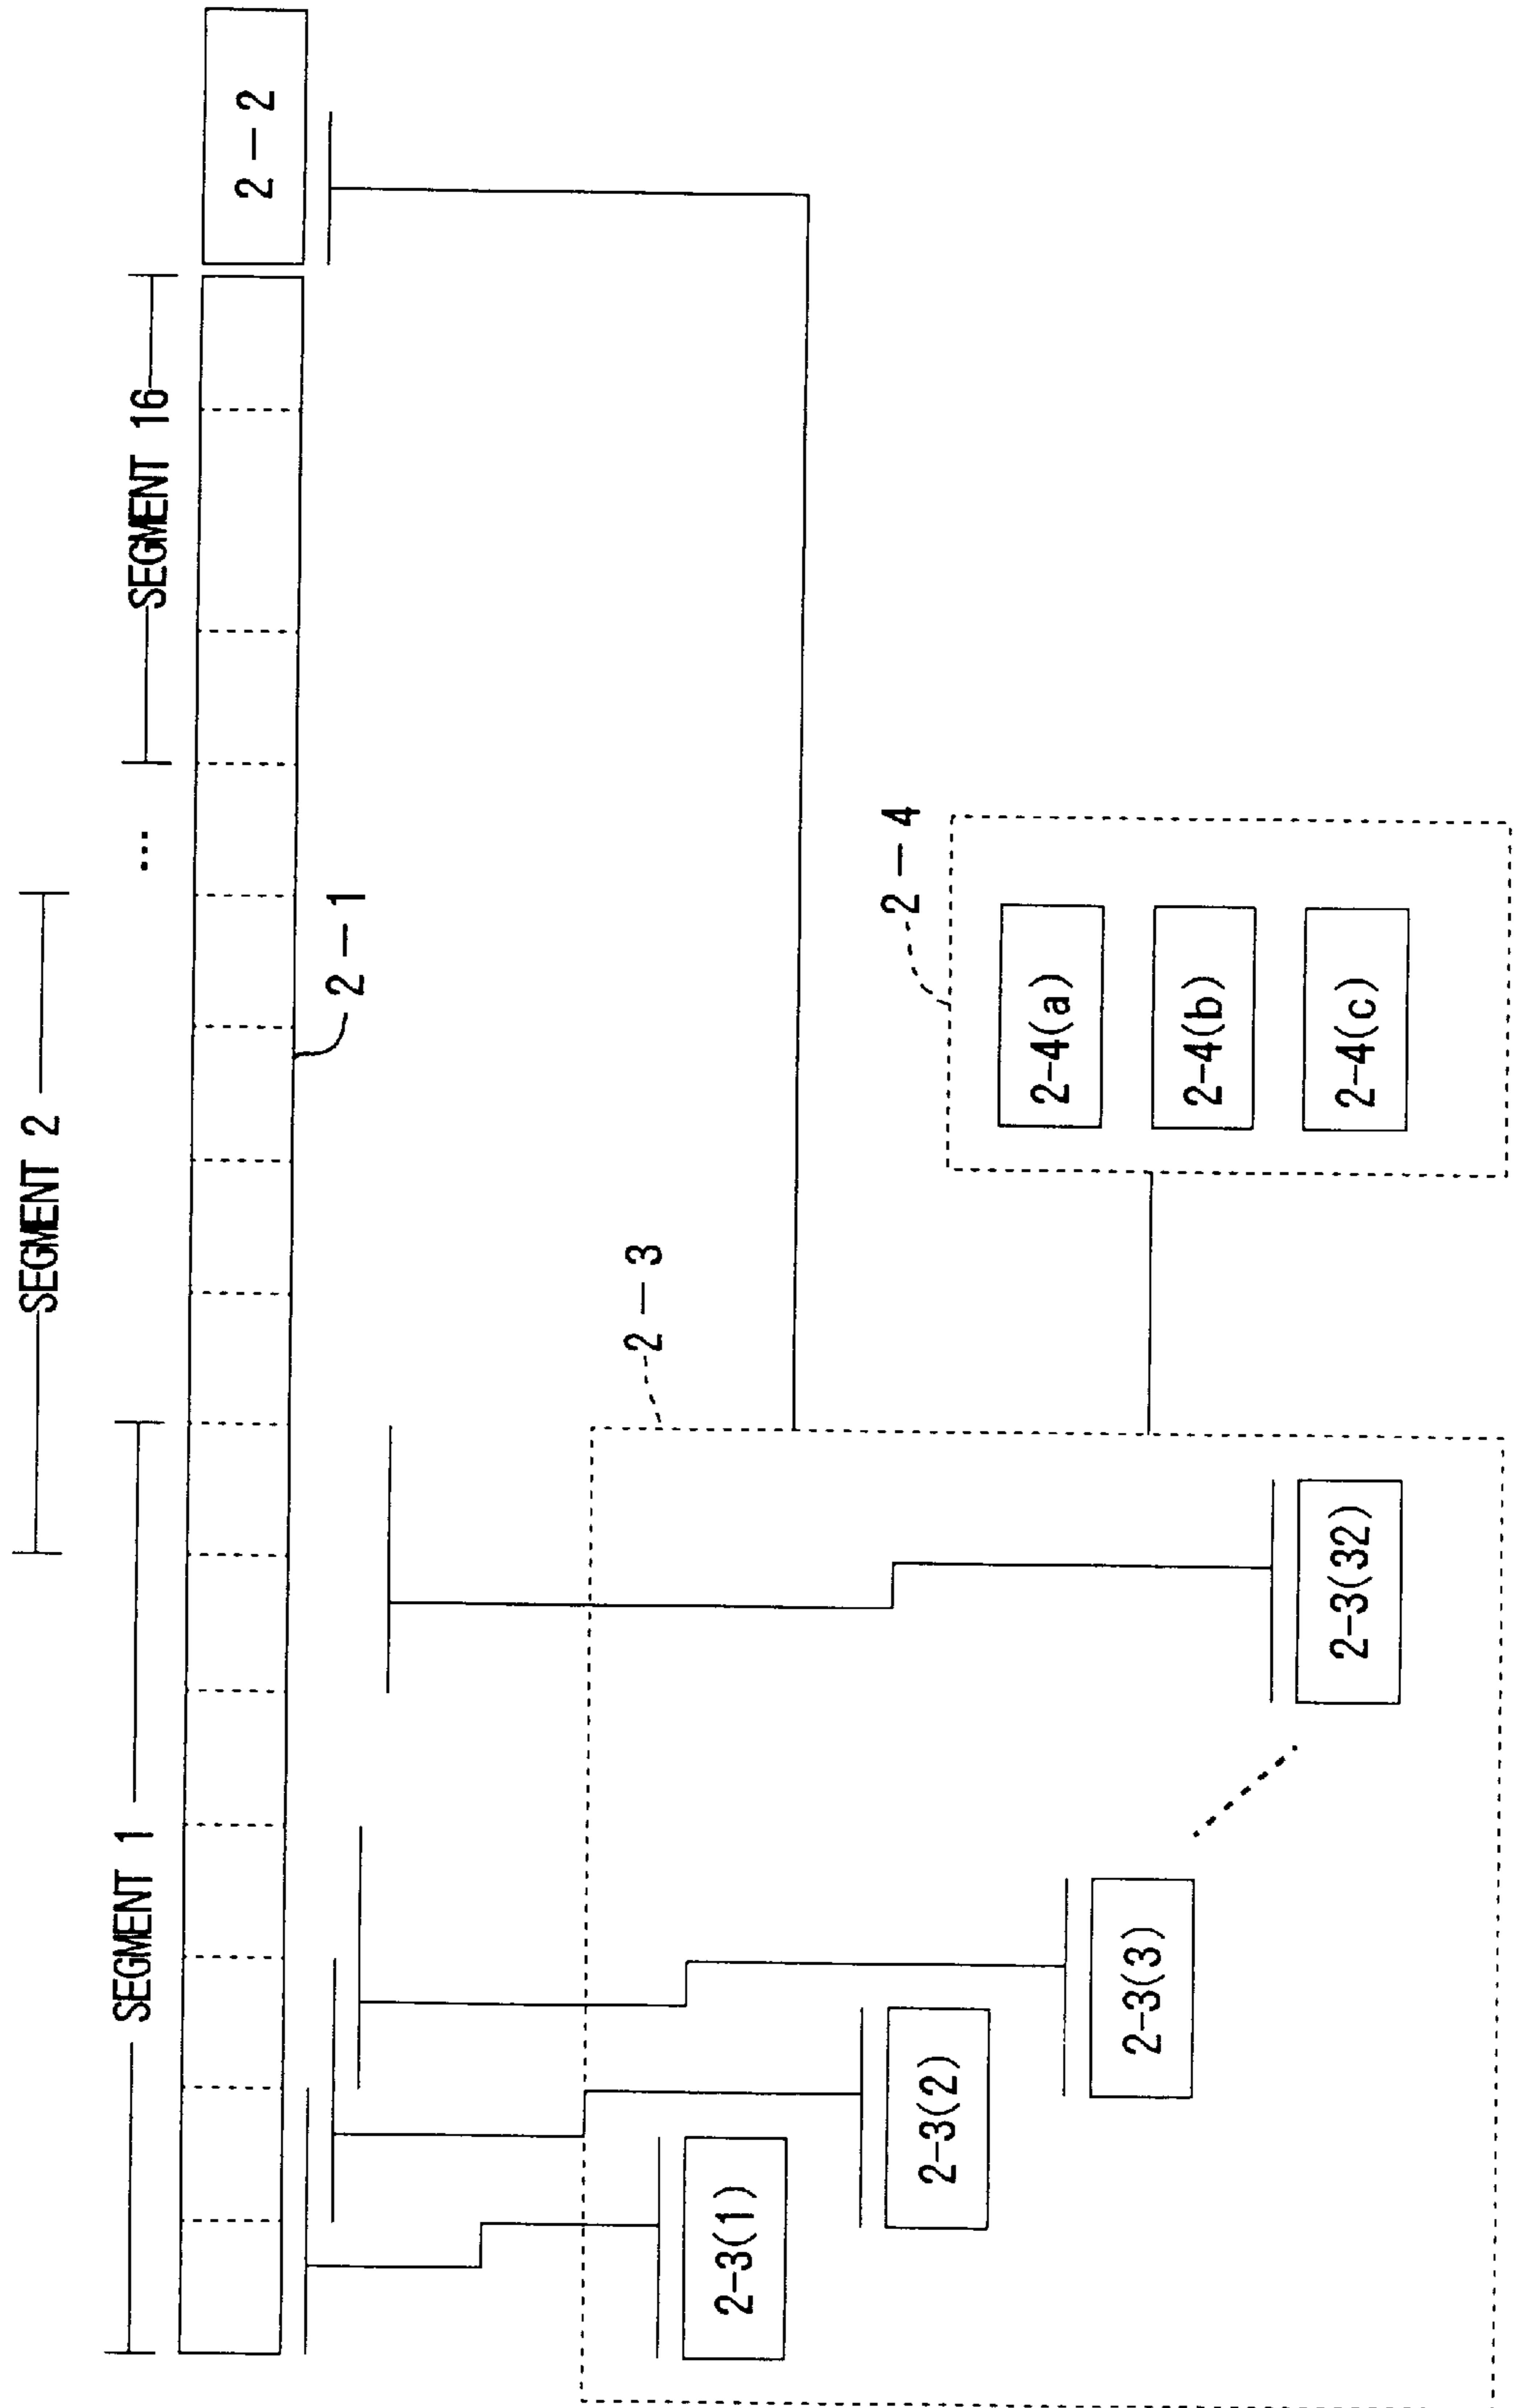 SEGMENT 2
SEGMENT 1
...
SEGMENT 16
2-2
2-1
2-3
2-4
2-3(1)
2-3(2)
2-3(3)
2-3(32)
2-4(a)
2-4(b)
2-4(c)